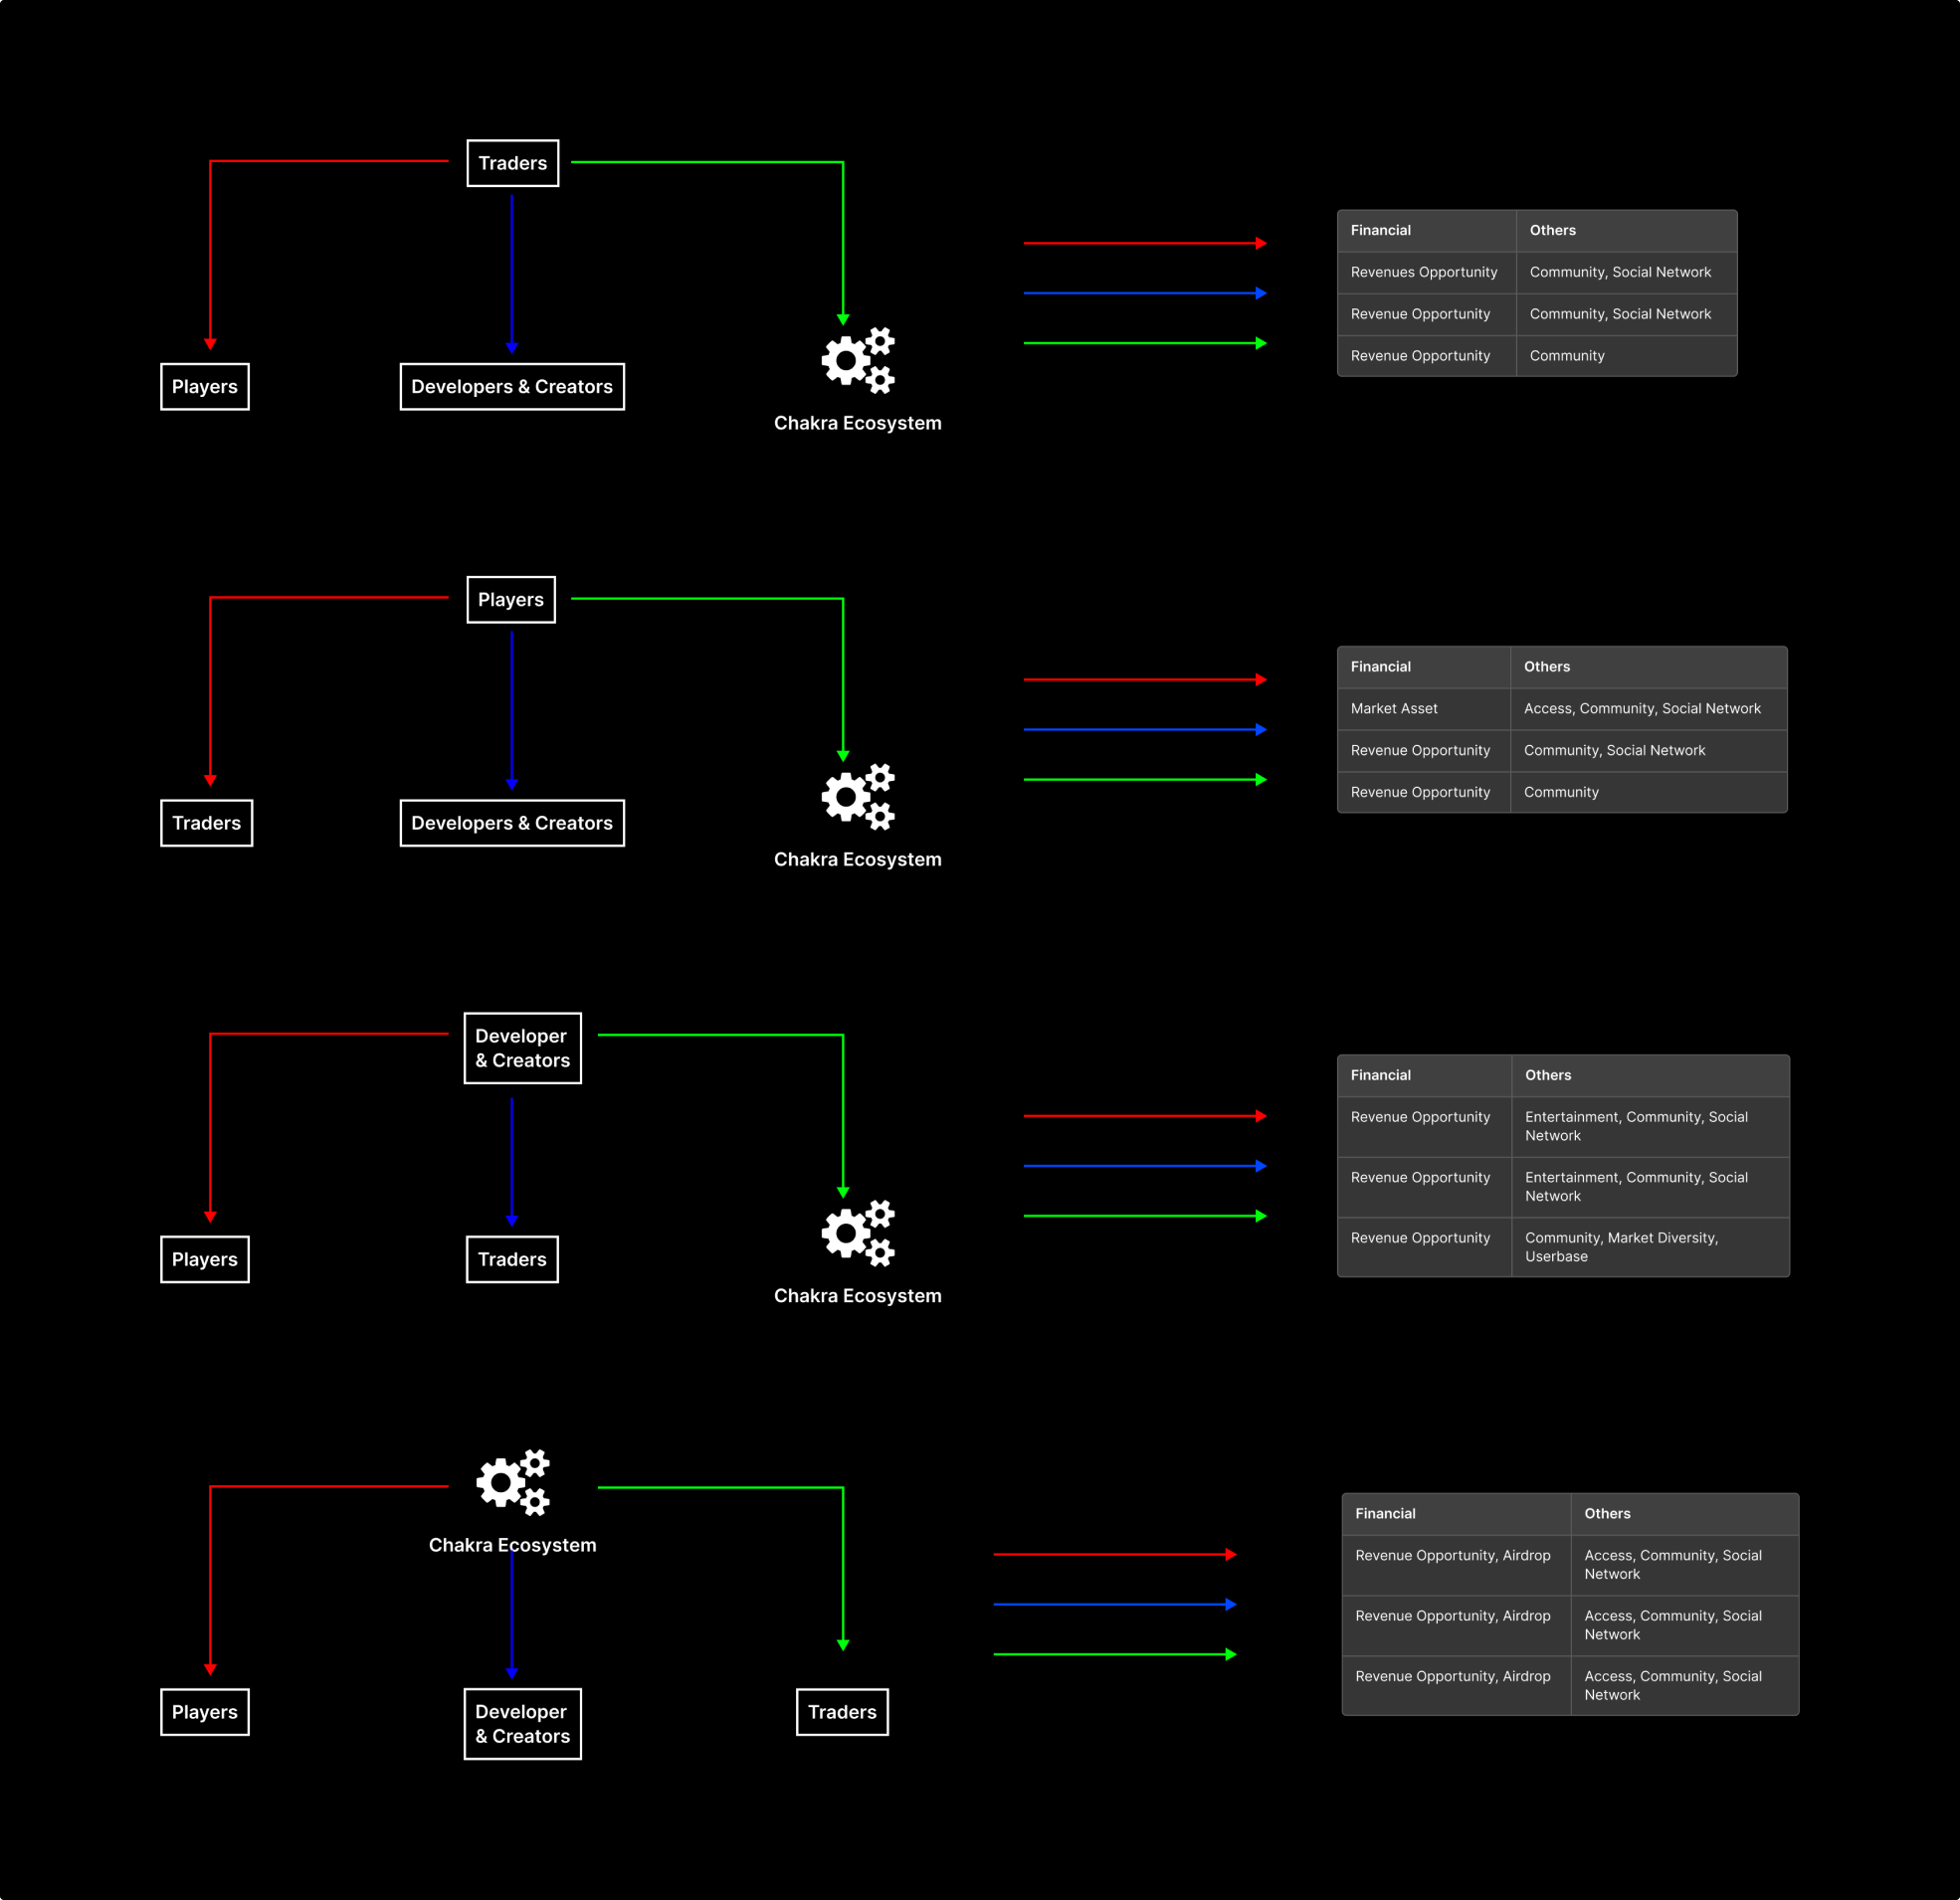 Traders
Players
Developers & Creators
Chakra Ecosystem
Financial Others
Revenues Opportunity Community, Social Network
Revenue Opportunity Community, Social Network
Revenue Opportunity Community
Players
Traders
Developers & Creators
Chakra Ecosystem
Financial Others
Market Asset Access, Community, Social Network
Revenue Opportunity Community, Social Network
Revenue Opportunity Community
Developer
& Creators
Players
Traders
Chakra Ecosystem
Financial Others
Revenue Opportunity Entertainment, Community, Social
Network
Revenue Opportunity Entertainment, Community, Social
Network
Revenue Opportunity Community, Market Diversity,
Userbase
Chakra Ecosystem
Players
Developer
& Creators
Traders
Financial Others
Revenue Opportunity, Airdrop Access, Community, Social
Network
Revenue Opportunity, Airdrop Access, Community, Social
Network
Revenue Opportunity, Airdrop Access, Community, Social
Network